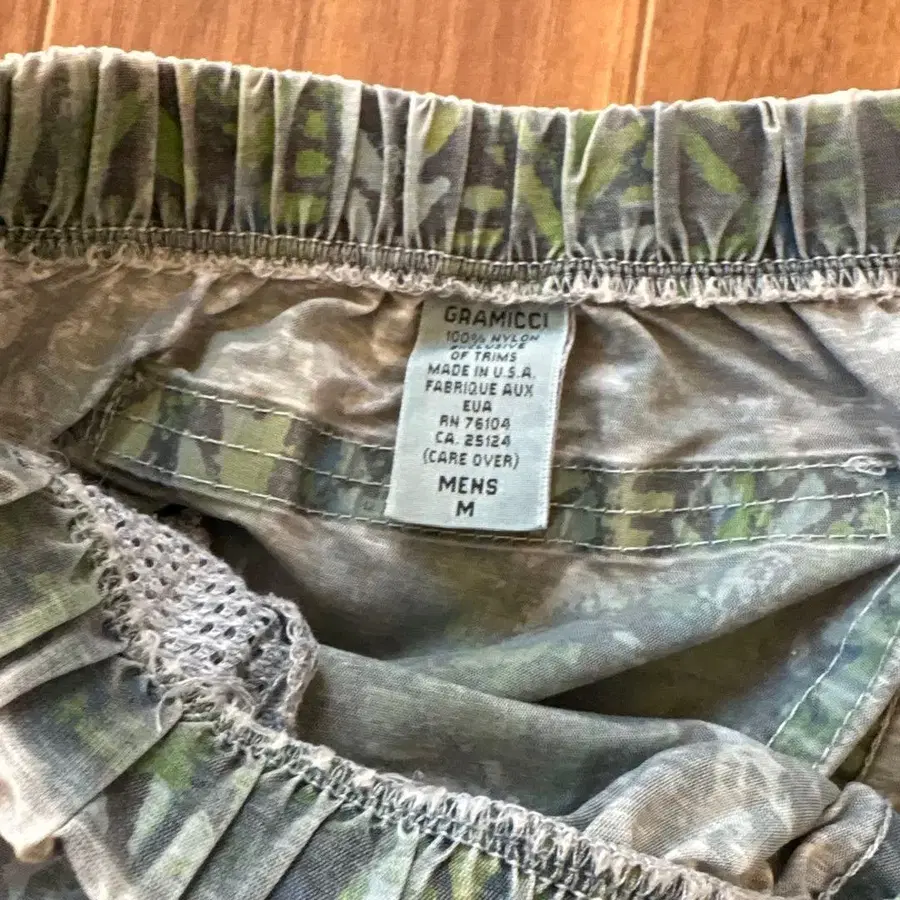 GRAMICCI
100% NYLON
EXCLUSIVE
OF TRIMS
MADE IN U.S.A.
FABRIQUE AUX
EUA
RN 76104
CA. 25124
(CARE OVER)
MENS
M